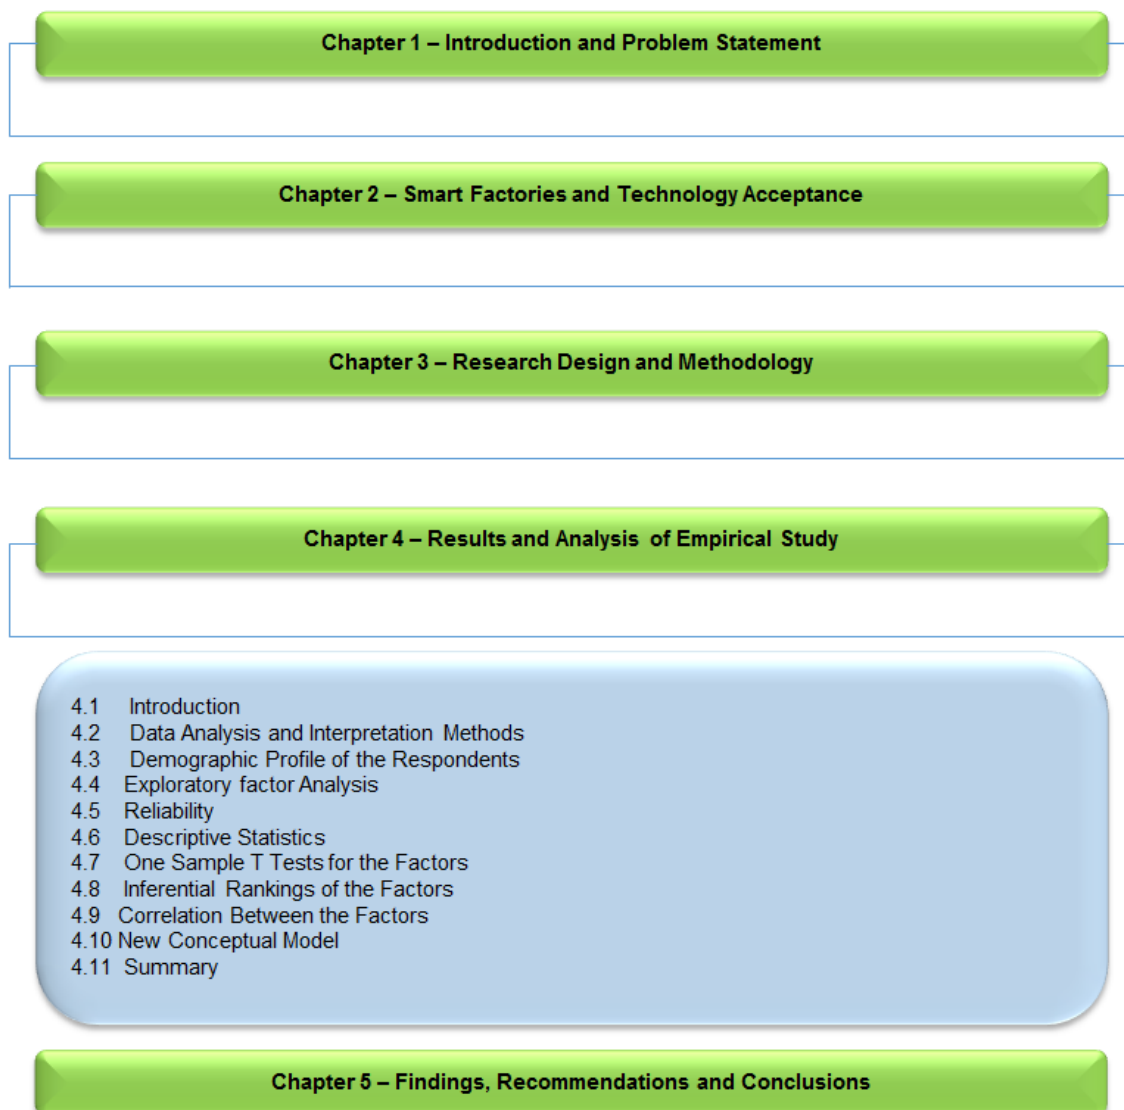 Chapter 1 – Introduction and Problem Statement
Chapter 2 – Smart Factories and Technology Acceptance
Chapter 3 – Research Design and Methodology
Chapter 4 – Results and Analysis of Empirical Study
4.1 Introduction
4.2 Data Analysis and Interpretation Methods
4.3 Demographic Profile of the Respondents
4.4 Exploratory factor Analysis
4.5 Reliability
4.6 Descriptive Statistics
4.7 One Sample T Tests for the Factors
4.8 Inferential Rankings of the Factors
4.9 Correlation Between the Factors
4.10 New Conceptual Model
4.11 Summary
Chapter 5 – Findings, Recommendations and Conclusions